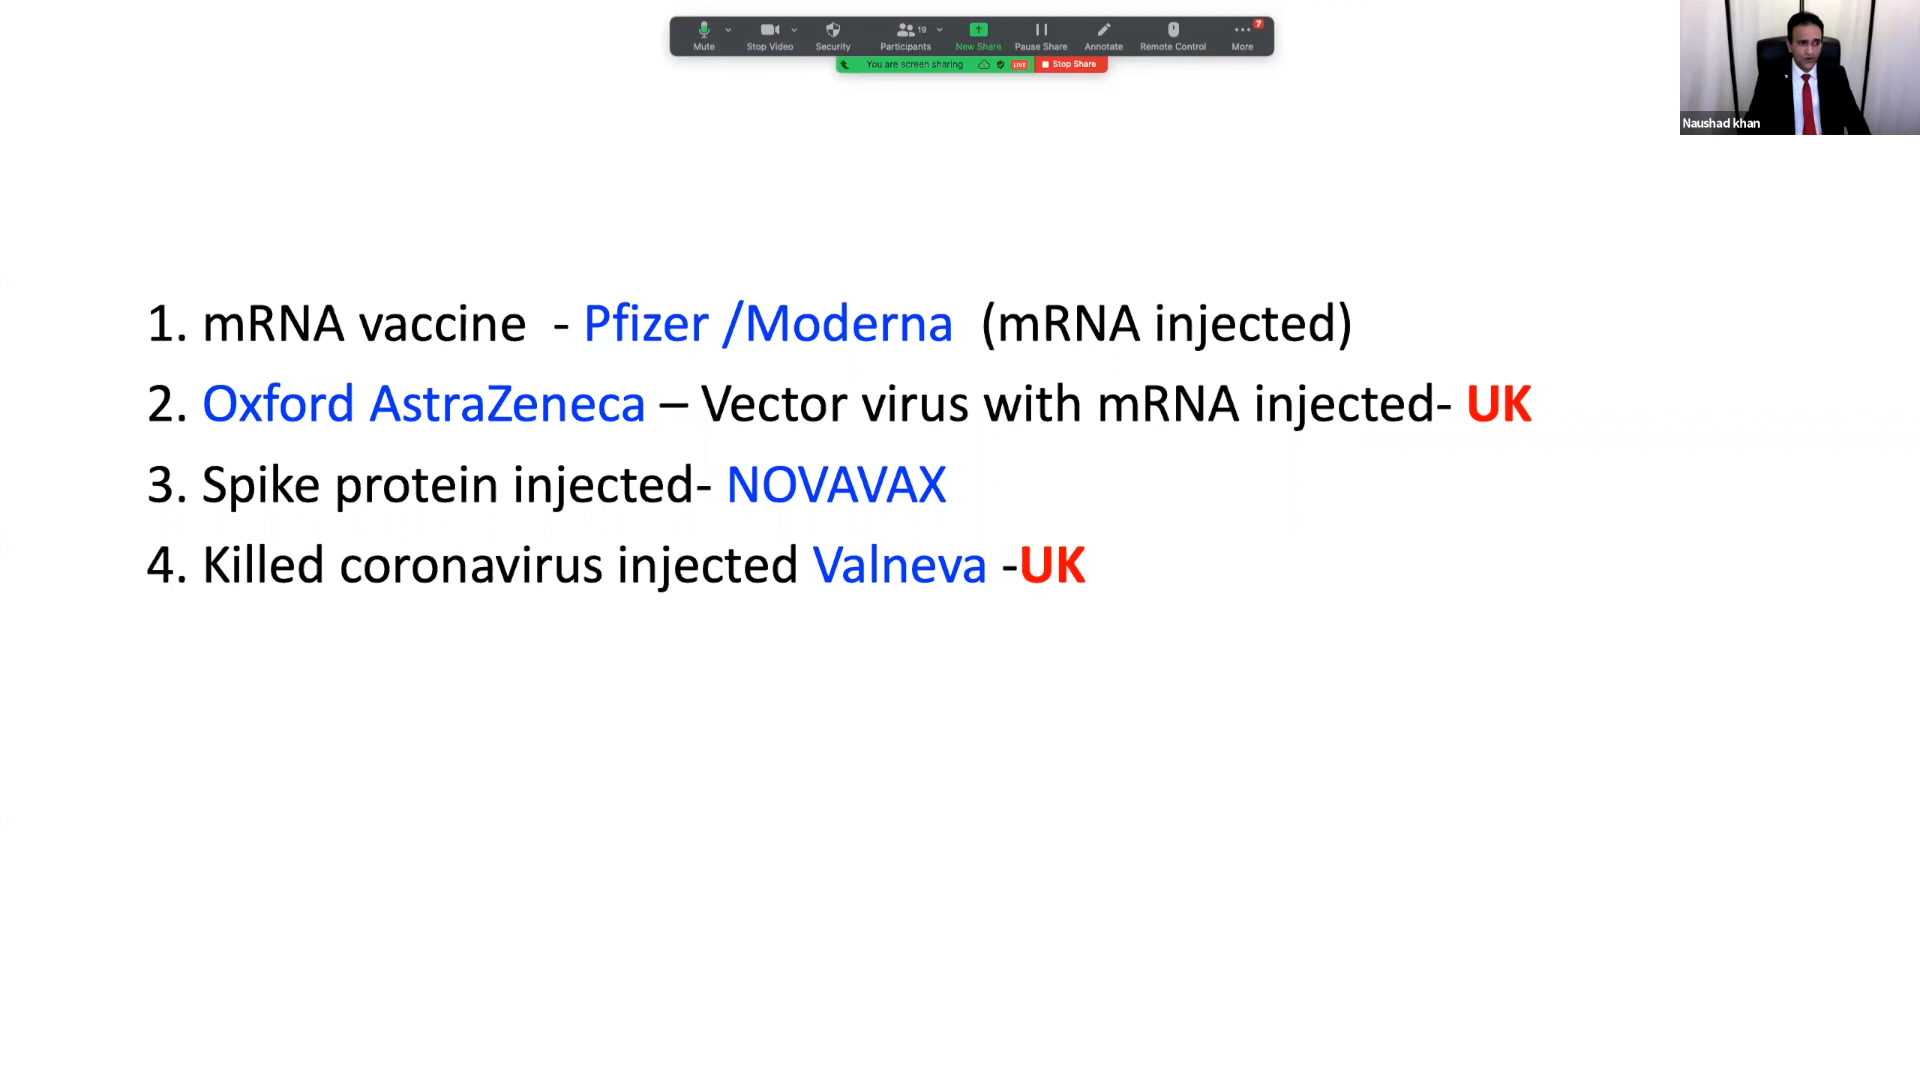 Mute
Stop Video
Security
19
Participants
New Share
Pause Share
Annotate
Remote Control
7
More
You are screen sharing
LIVE
Stop Share
Naushad khan
1. mRNA vaccine - Pfizer /Moderna (mRNA injected)
2. Oxford AstraZeneca – Vector virus with mRNA injected- UK
3. Spike protein injected- NOVAVAX
4. Killed coronavirus injected Valneva -UK